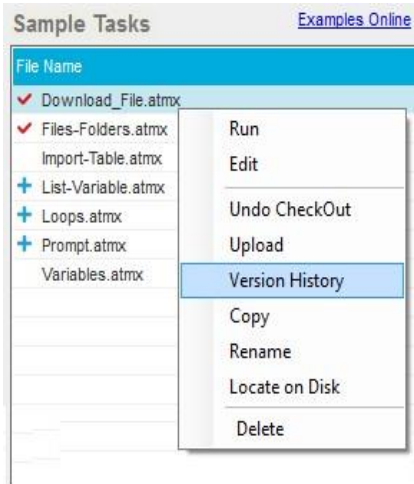 Sample Tasks
Examples Online
File Name
Download_File.atmx
Files-Folders.atmx
Import-Table.atmx
List-Variable.atmx
Loops.atmx
Prompt.atmx
Variables.atmx
Run
Edit
Undo CheckOut
Upload
Version History
Copy
Rename
Locate on Disk
Delete